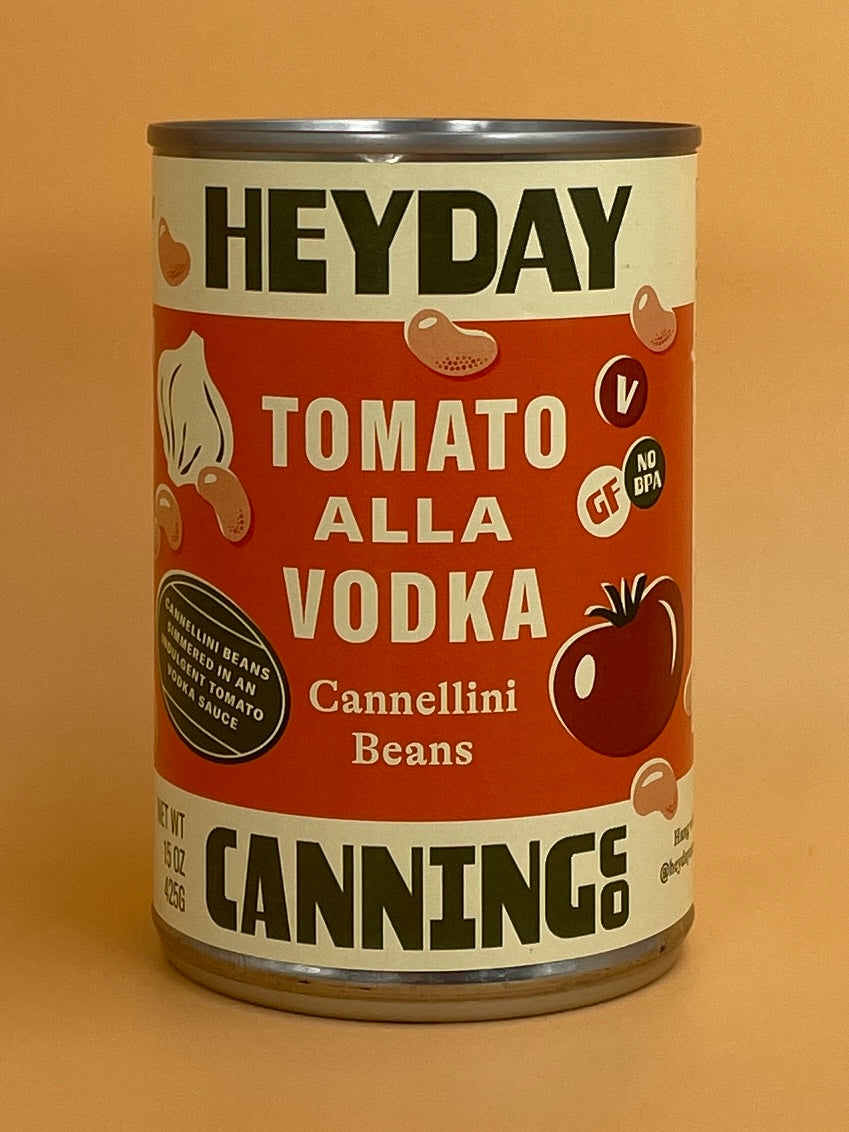 HEYDAY
TOMATO
ALLA
VODKA
Cannellini
Beans
V
GF
NO
BPA
CANNELLINI BEANS
SIMMERED IN AN
INDULGENT TOMATO
VODKA SAUCE
NET WT
15 OZ
425G
CANNING CO